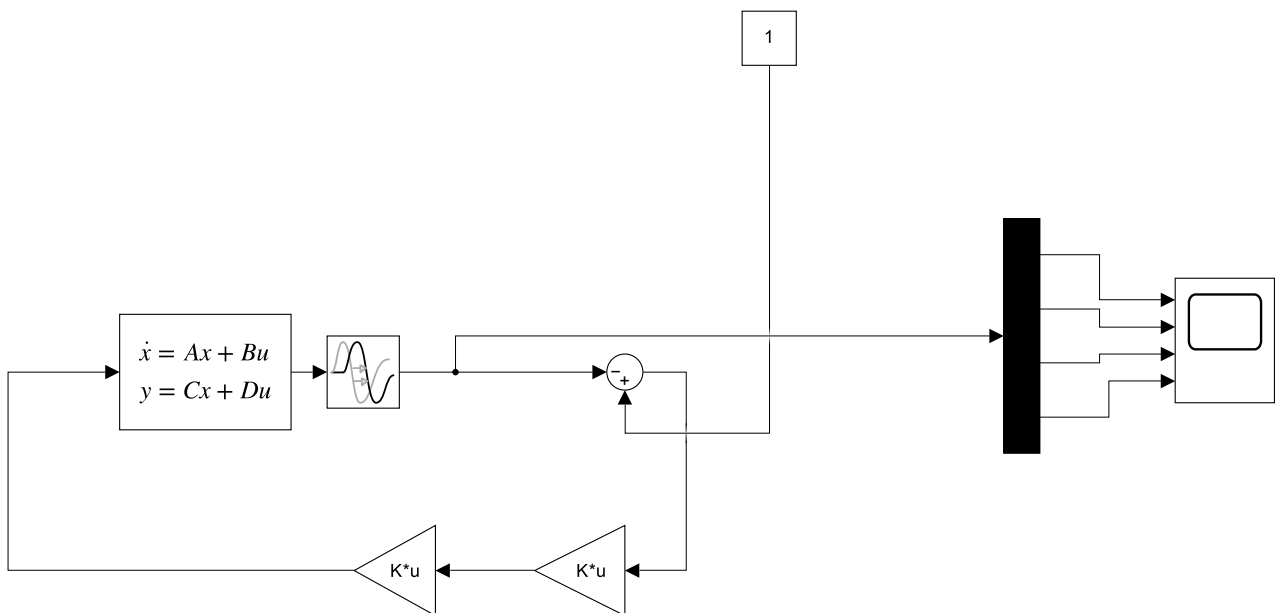 1
ẋ = Ax + Bu
y = Cx + Du
−
+
K*u
K*u